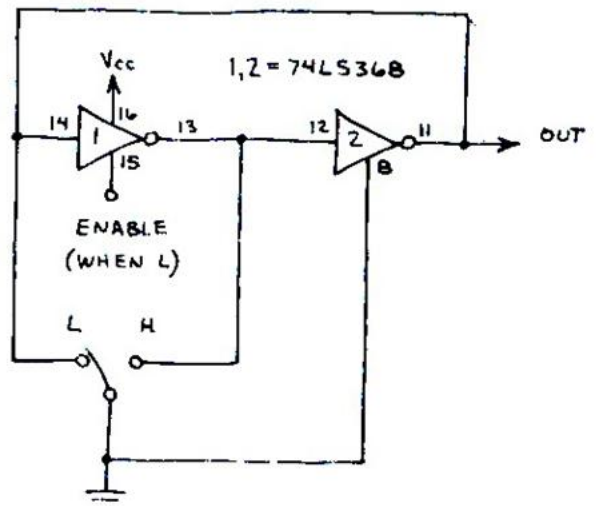 Vcc
1,2 = 74LS368
14
1
16
13
15
12
2
11
8
OUT
ENABLE
(WHEN L)
L
H